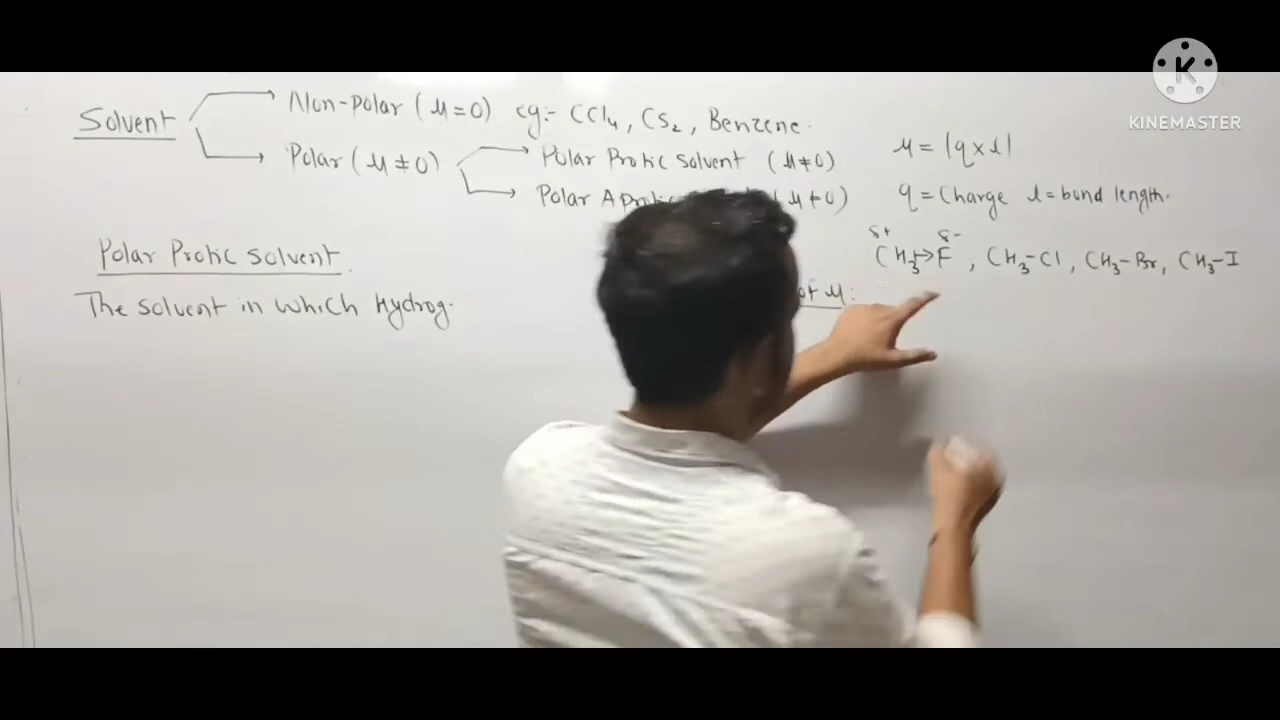 Solvent
Non-polar (μ=0) eg:- CCl₄, CS₂, Benzene.
Polar (μ≠0)
Polar Protic Solvent (μ≠0)
Polar Aprotic (μ≠0)
μ = |q×l|
q = Charge l = bond length.
δ+ δ-
CH₃→F, CH₃-Cl, CH₃-Br, CH₃-I
of μ:
Polar Protic Solvent.
The Solvent in which Hydrog.
K
KINEMASTER